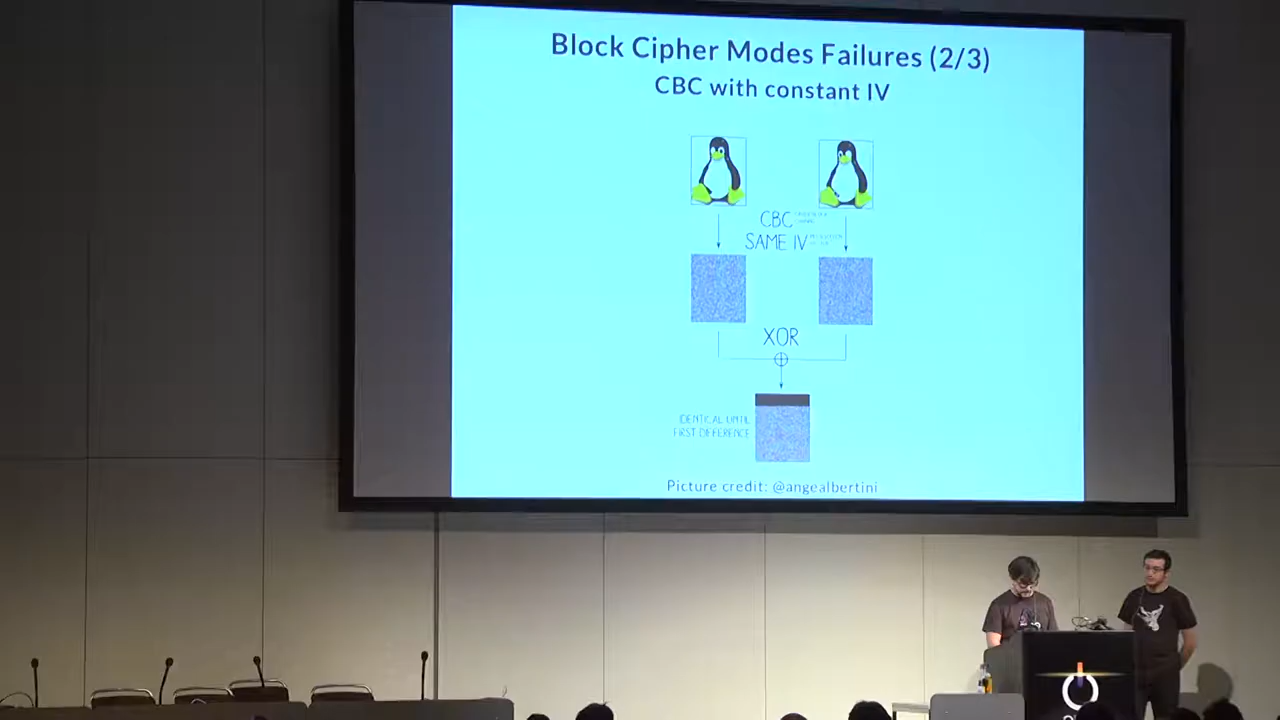 Block Cipher Modes Failures (2/3)
CBC with constant IV
CBC
SAME IV
XOR
IDENTICAL UNTIL
FIRST DIFFERENCE
Picture credit: @angealbertini